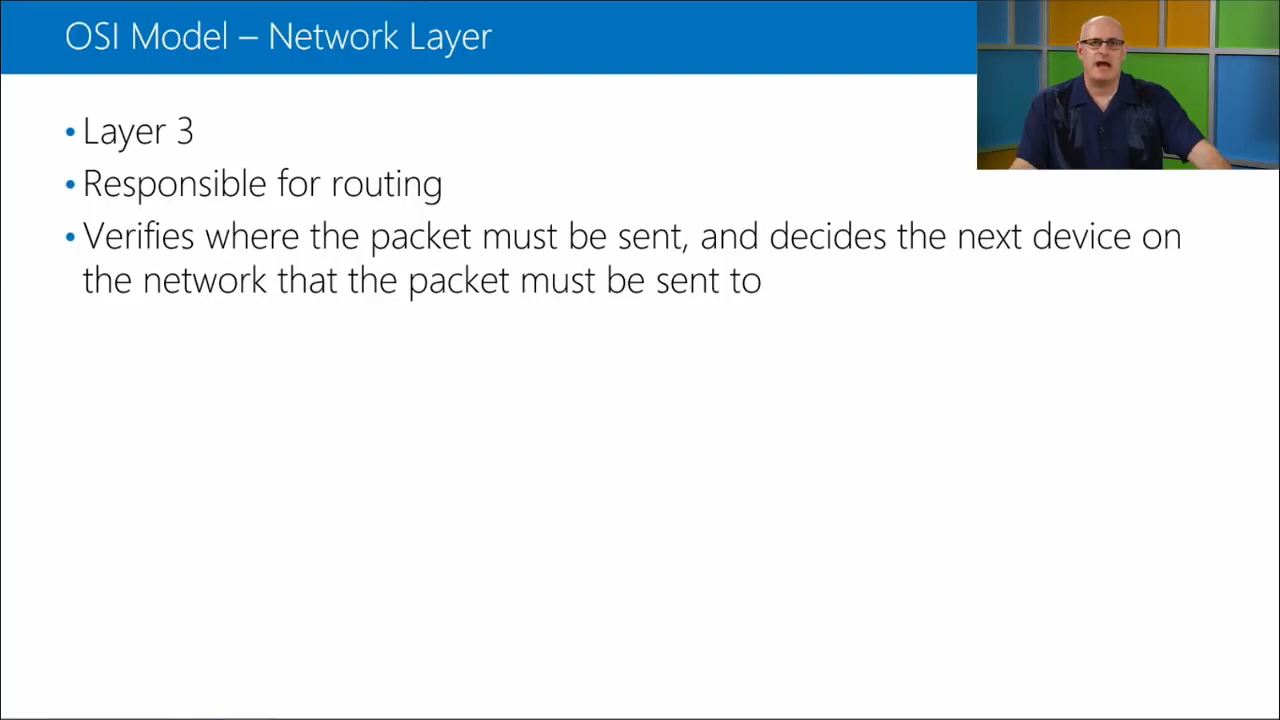 OSI Model – Network Layer
• Layer 3
• Responsible for routing
• Verifies where the packet must be sent, and decides the next device on
the network that the packet must be sent to